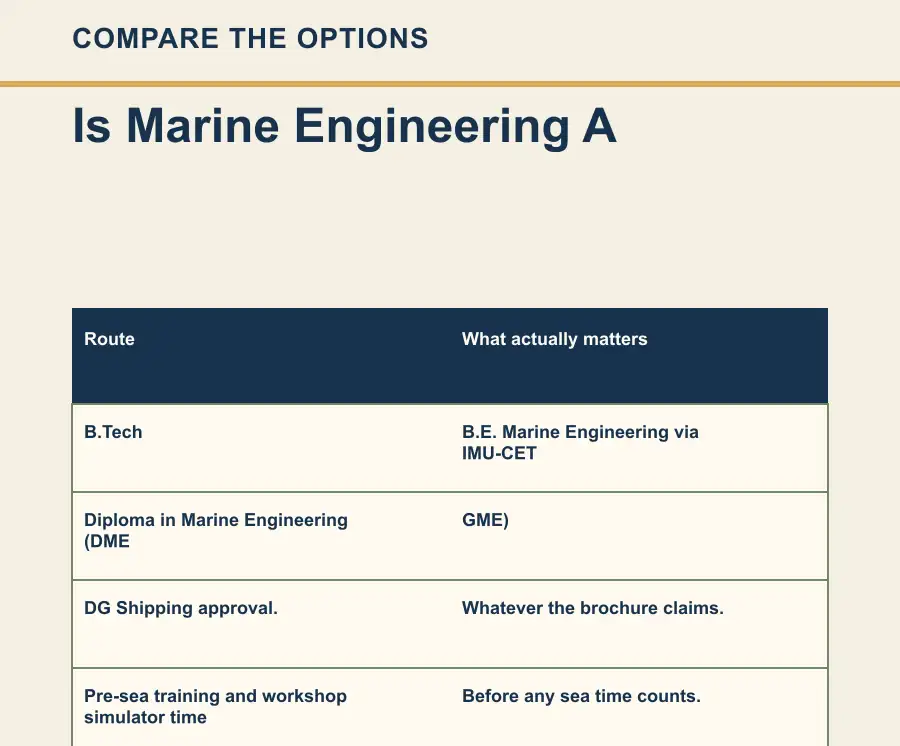 COMPARE THE OPTIONS
Is Marine Engineering A
Route
What actually matters
B.Tech
B.E. Marine Engineering via
IMU-CET
Diploma in Marine Engineering
(DME
GME)
DG Shipping approval.
Whatever the brochure claims.
Pre-sea training and workshop
simulator time
Before any sea time counts.